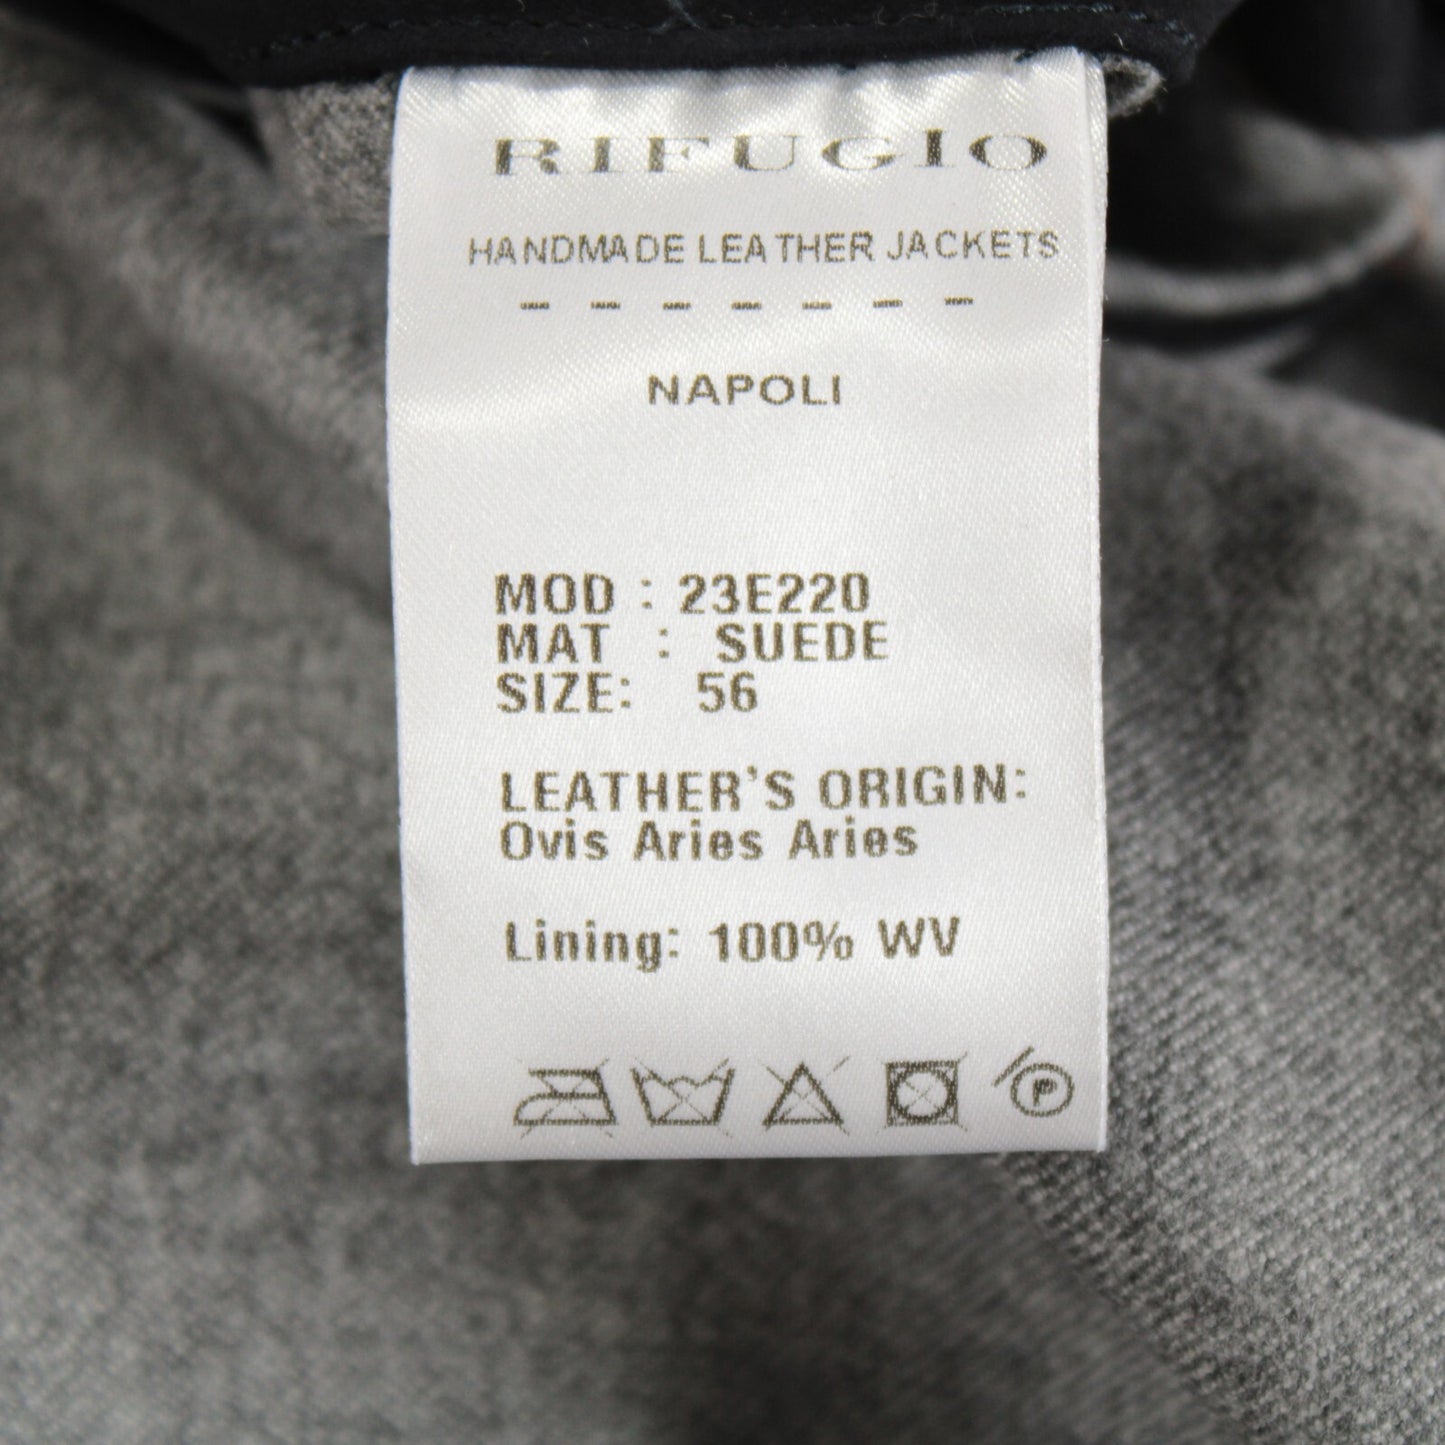 RIFUGIO
HANDMADE LEATHER JACKETS
- - - - - - -
NAPOLI
MOD : 23E220
MAT : SUEDE
SIZE: 56
LEATHER'S ORIGIN:
Ovis Aries Aries
Lining: 100% WV
P